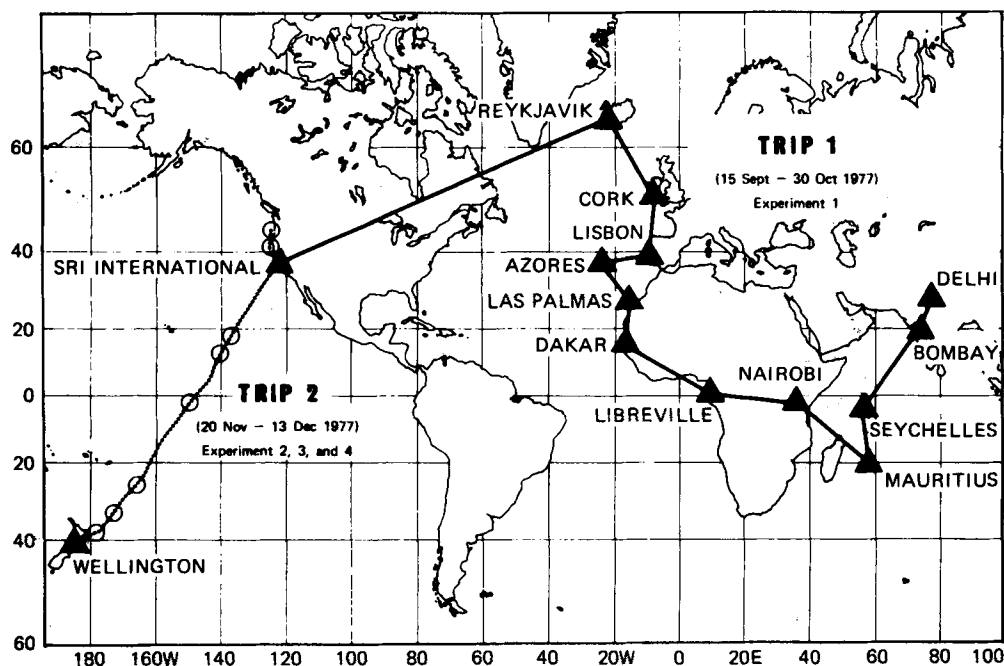 REYKJAVIK
TRIP 1
(15 Sept – 30 Oct 1977)
Experiment 1
60
CORK
LISBON
40
SRI INTERNATIONAL
AZORES
DELHI
LAS PALMAS
20
DAKAR
BOMBAY
NAIROBI
0
TRIP 2
LIBREVILLE
(20 Nov – 13 Dec 1977)
SEYCHELLES
Experiment 2, 3, and 4
20
MAURITIUS
40
WELLINGTON
60
180 160W 140 120 100 80 60 40 20W 0 20E 40 60 80 100